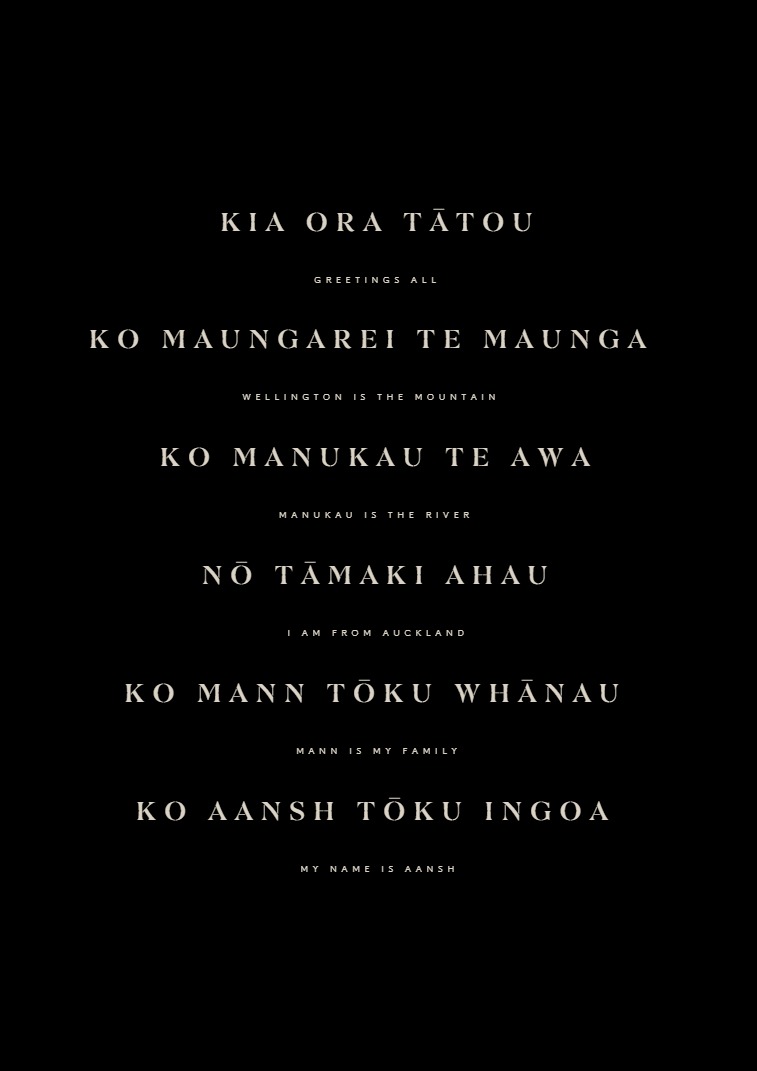 KIA ORA TĀTOU
GREETINGS ALL
KO MAUNGAREI TE MAUNGA
WELLINGTON IS THE MOUNTAIN
KO MANUKAU TE AWA
MANUKAU IS THE RIVER
NŌ TĀMAKI AHAU
I AM FROM AUCKLAND
KO MANN TŌKU WHĀNAU
MANN IS MY FAMILY
KO AANSH TŌKU INGOA
MY NAME IS AANSH